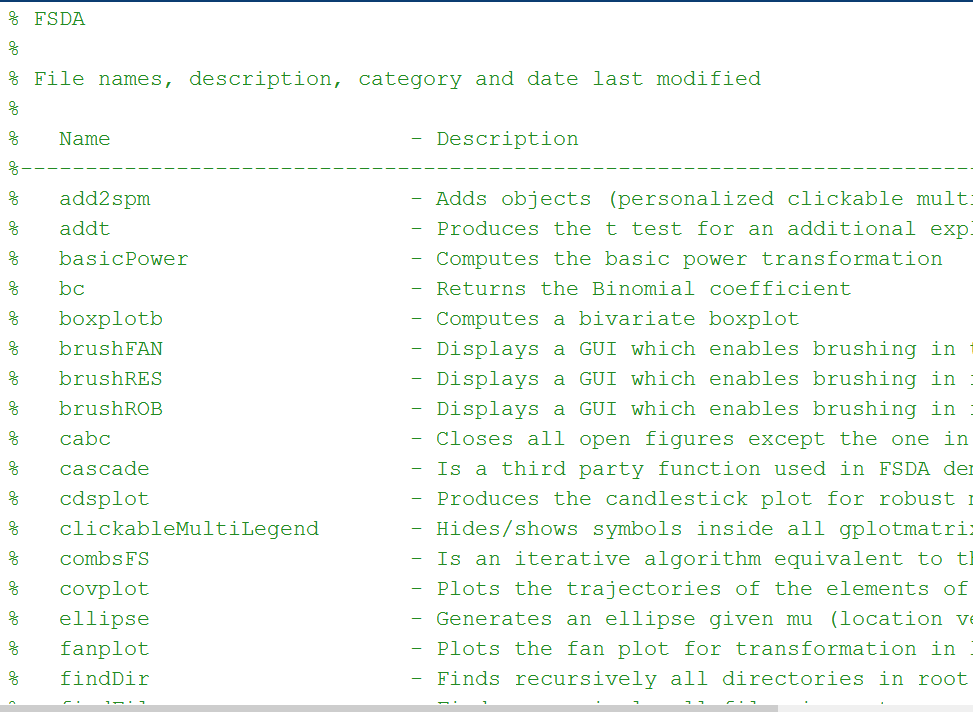 % FSDA
%
% File names, description, category and date last modified
%
%   Name                        - Description
%---------------------------------------------------------------------------
%   add2spm                     - Adds objects (personalized clickable mult
%   addt                        - Produces the t test for an additional exp
%   basicPower                  - Computes the basic power transformation
%   bc                          - Returns the Binomial coefficient
%   boxplotb                    - Computes a bivariate boxplot
%   brushFAN                    - Displays a GUI which enables brushing in
%   brushRES                    - Displays a GUI which enables brushing in
%   brushROB                    - Displays a GUI which enables brushing in
%   cabc                        - Closes all open figures except the one in
%   cascade                     - Is a third party function used in FSDA
%   cdsplot                     - Produces the candlestick plot for robust
%   clickableMultiLegend        - Hides/shows symbols inside all gplotmatrix
%   combsFS                     - Is an iterative algorithm equivalent to
%   covplot                     - Plots the trajectories of the elements of
%   ellipse                     - Generates an ellipse given mu (location
%   fanplot                     - Plots the fan plot for transformation in
%   findDir                     - Finds recursively all directories in root